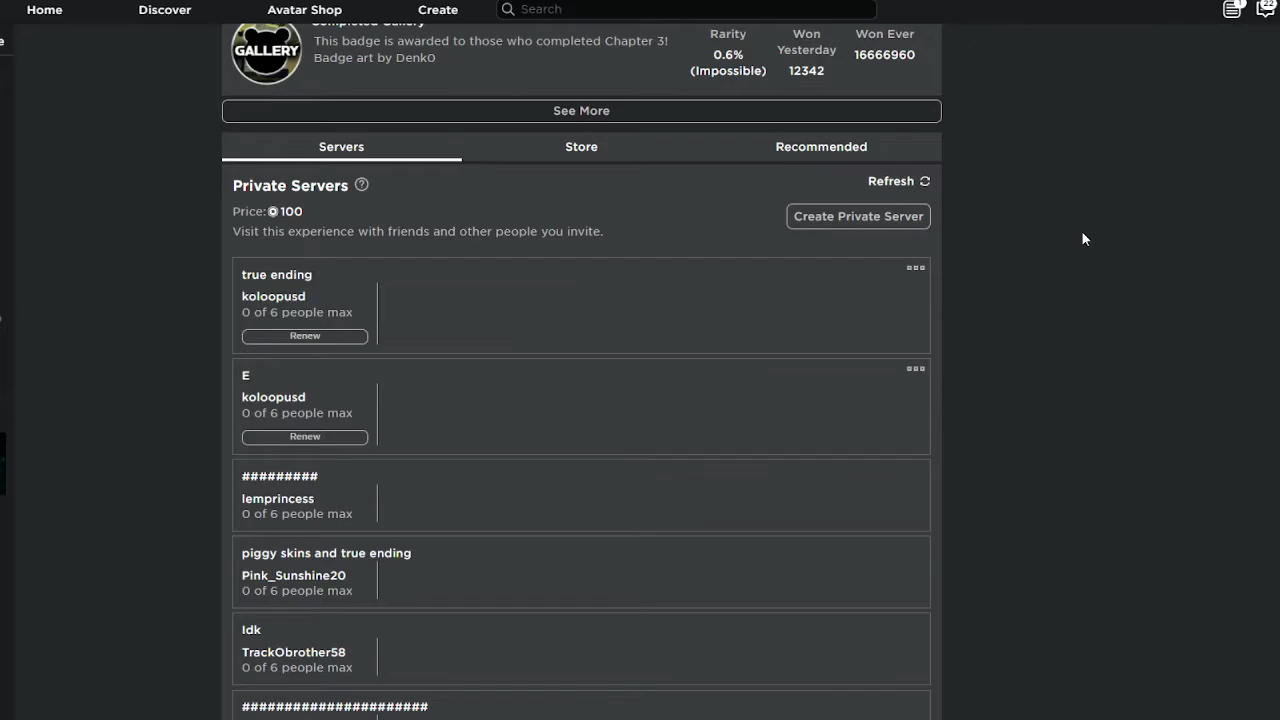 Home
Discover
Avatar Shop
Create
Search
1
22
Completed Gallery
This badge is awarded to those who completed Chapter 3!
Badge art by Denk0
GALLERY
Rarity
0.6%
(Impossible)
Won
Yesterday
12342
Won Ever
16666960
See More
Servers
Store
Recommended
Private Servers
Refresh
Price: 100
Create Private Server
Visit this experience with friends and other people you invite.
true ending
koloopusd
0 of 6 people max
Renew
E
koloopusd
0 of 6 people max
Renew
#########
lemprincess
0 of 6 people max
piggy skins and true ending
Pink_Sunshine20
0 of 6 people max
Idk
TrackObrother58
0 of 6 people max
######################